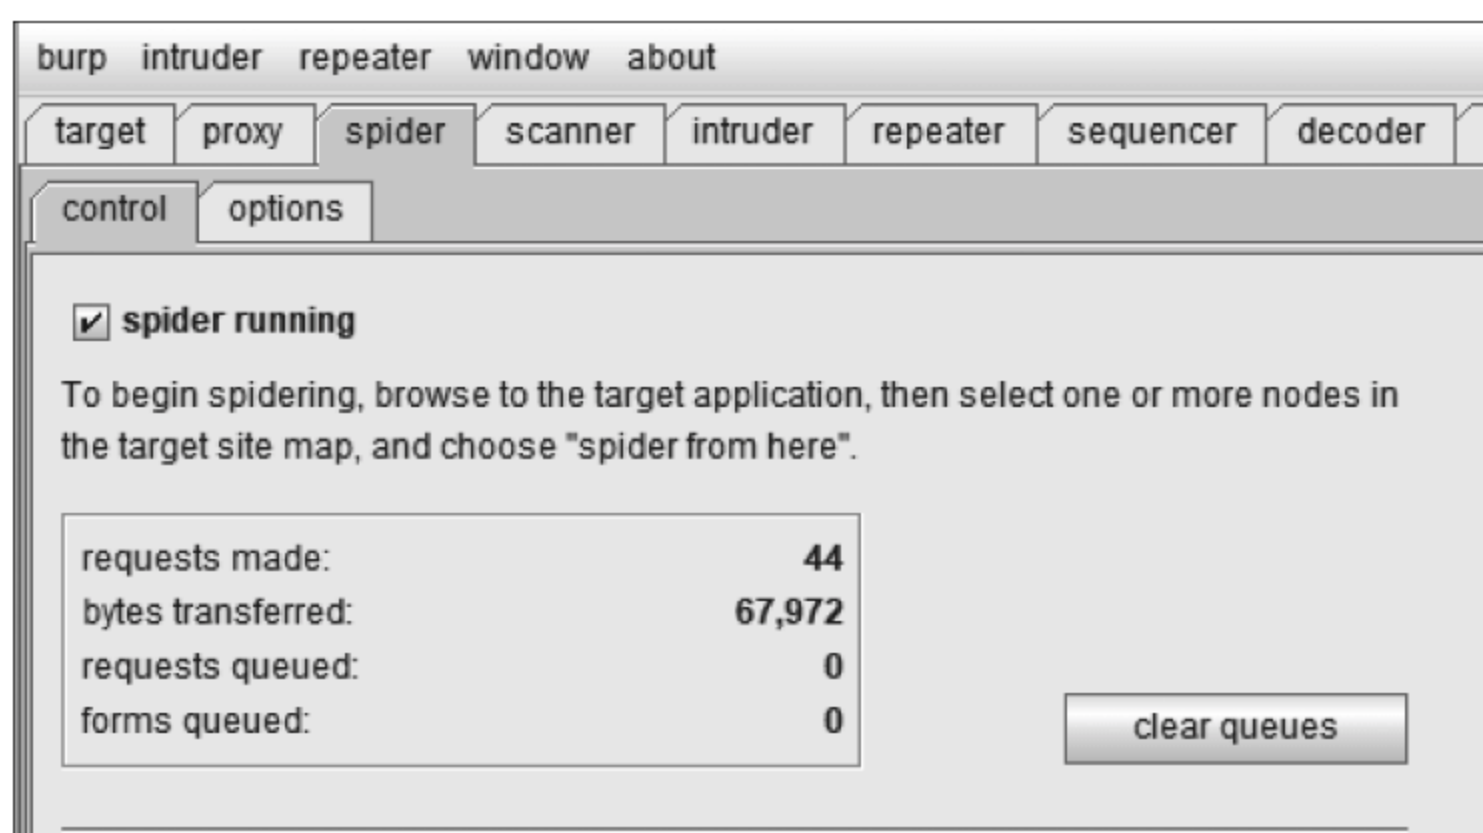 burp intruder repeater window about
target proxy spider scanner intruder repeater sequencer decoder
control options
spider running
To begin spidering, browse to the target application, then select one or more nodes in
the target site map, and choose "spider from here".
requests made: 44
bytes transferred: 67,972
requests queued: 0
forms queued: 0
clear queues